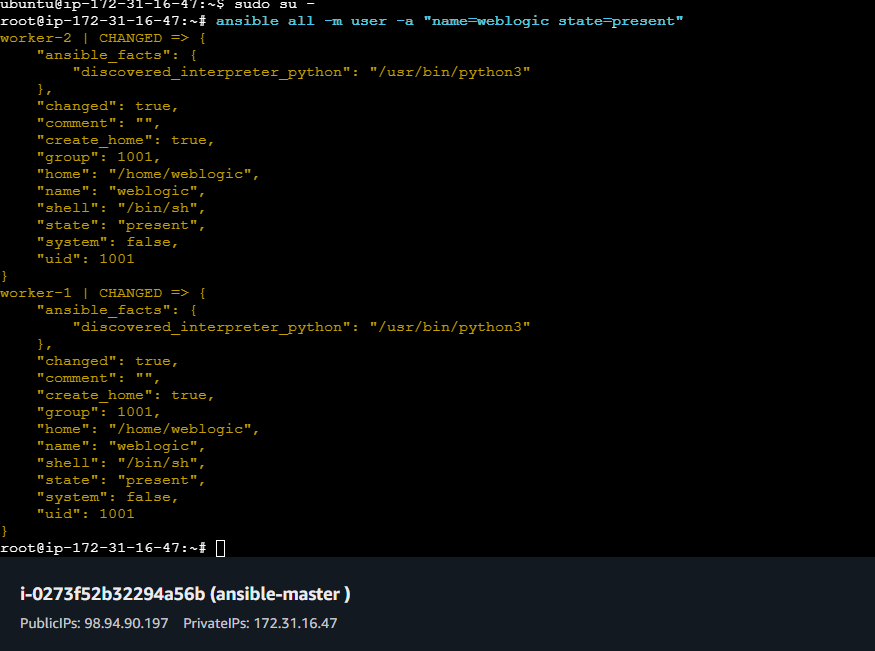 ubuntu@ip-172-31-16-47:~$ sudo su -
root@ip-172-31-16-47:~# ansible all -m user -a "name=weblogic state=present"
worker-2 | CHANGED => {
    "ansible_facts": {
        "discovered_interpreter_python": "/usr/bin/python3"
    },
    "changed": true,
    "comment": "",
    "create_home": true,
    "group": 1001,
    "home": "/home/weblogic",
    "name": "weblogic",
    "shell": "/bin/sh",
    "state": "present",
    "system": false,
    "uid": 1001
}
worker-1 | CHANGED => {
    "ansible_facts": {
        "discovered_interpreter_python": "/usr/bin/python3"
    },
    "changed": true,
    "comment": "",
    "create_home": true,
    "group": 1001,
    "home": "/home/weblogic",
    "name": "weblogic",
    "shell": "/bin/sh",
    "state": "present",
    "system": false,
    "uid": 1001
}
root@ip-172-31-16-47:~#
i-0273f52b32294a56b (ansible-master )
PublicIPs: 98.94.90.197 PrivateIPs: 172.31.16.47